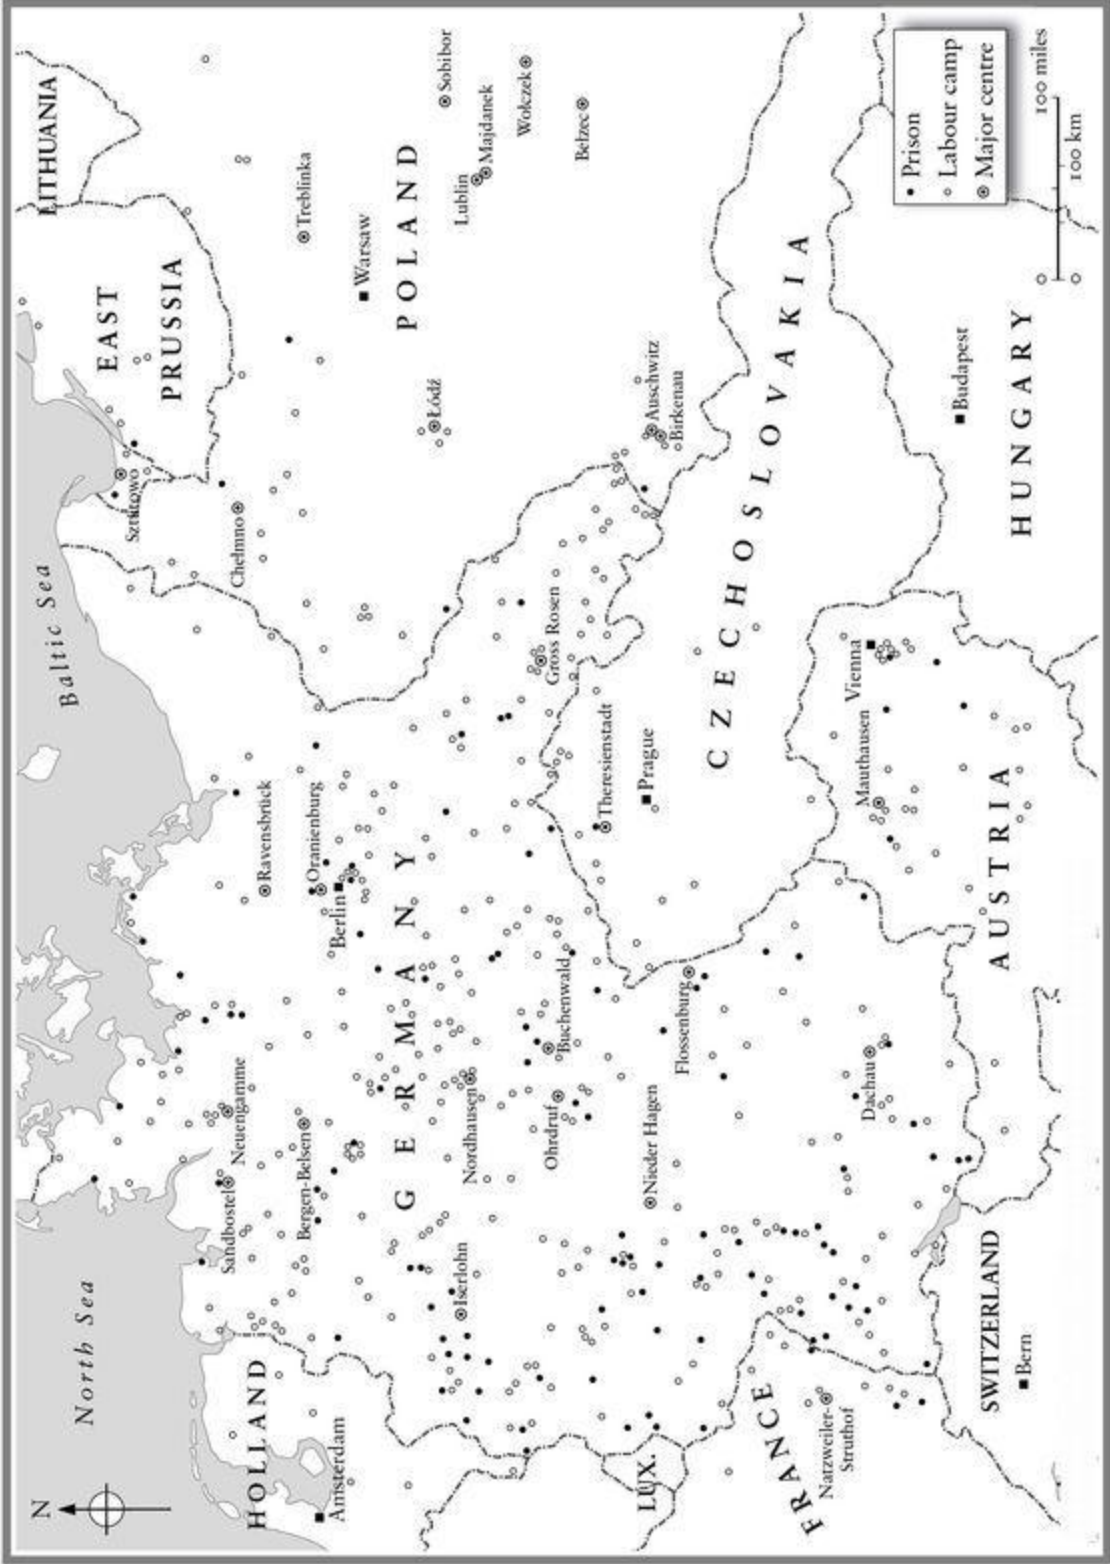 N
North Sea
Baltic Sea
LITHUANIA
EAST
PRUSSIA
HOLLAND
Amsterdam
Sandbostel
Neuengamme
Bergen-Belsen
Ravensbrück
Oranienburg
Berlin
GERMANY
Sztutowo
Chełmno
Treblinka
Warsaw
POLAND
Łódź
Sobibor
Lublin
Majdanek
Wołczek
Bełzec
Iserlohn
Nordhausen
Ohrdruf
Buchenwald
Gross Rosen
Nieder Hagen
Flossenburg
Theresienstadt
Prague
Auschwitz
Birkenau
CZECHOSLOVAKIA
LUX.
FRANCE
Natzweiler-
Struthof
Dachau
Mauthausen
Vienna
AUSTRIA
SWITZERLAND
Bern
Budapest
HUNGARY
Prison
Labour camp
Major centre
0 100 miles
0 100 km